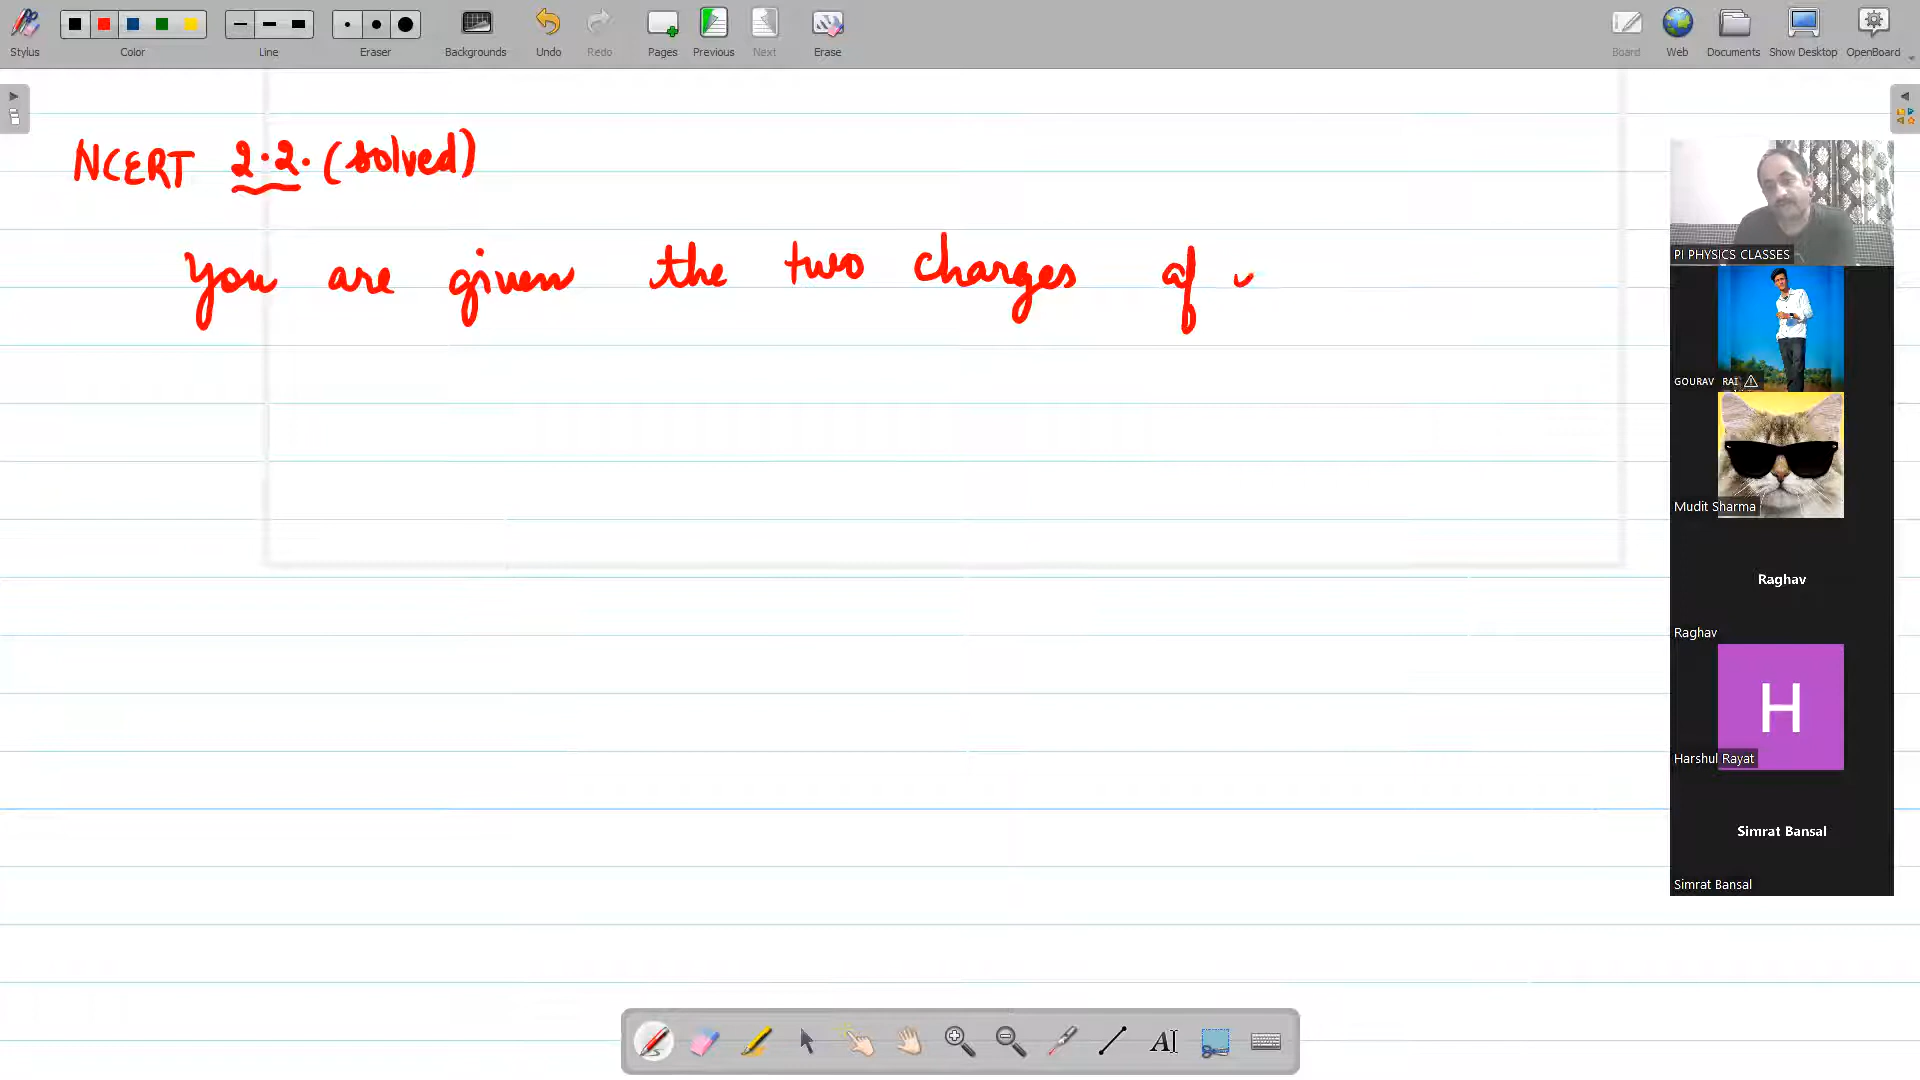 Stylus
Color
Line
Eraser
Backgrounds
Undo
Redo
Pages
Previous
Next
Erase
Board
Web
Documents
Show Desktop
OpenBoard
NCERT 2.2. (solved)
You are given the two charges of
PI PHYSICS CLASSES
GOURAV RAI
Mudit Sharma
Raghav
Raghav
H
Harshul Rayat
Simrat Bansal
Simrat Bansal